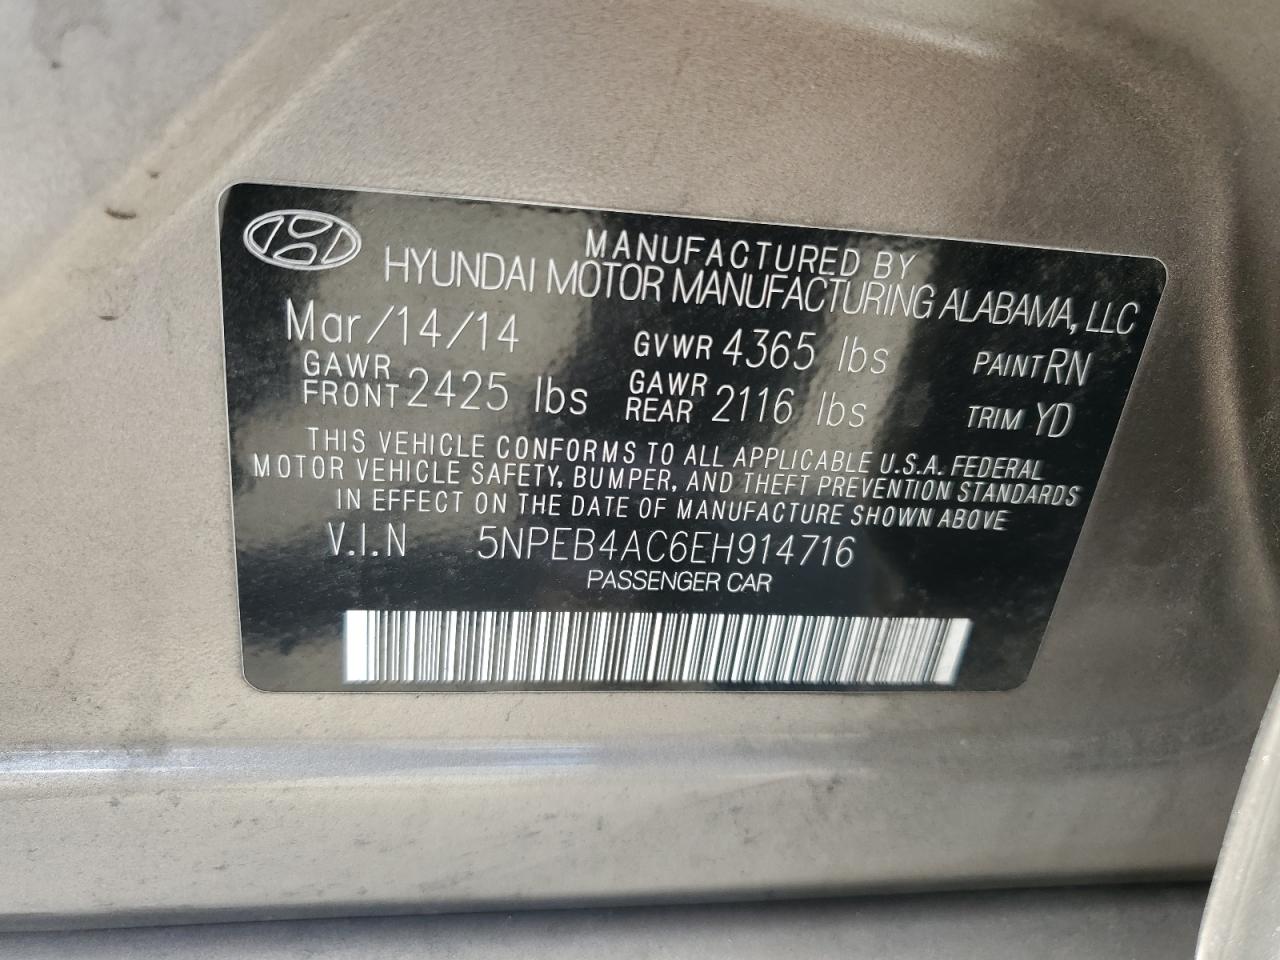 MANUFACTURED BY
HYUNDAI MOTOR MANUFACTURING ALABAMA, LLC
Mar/14/14 GVWR 4365 lbs PAINT RN
GAWR FRONT 2425 lbs GAWR REAR 2116 lbs TRIM YD
THIS VEHICLE CONFORMS TO ALL APPLICABLE U.S.A. FEDERAL
MOTOR VEHICLE SAFETY, BUMPER, AND THEFT PREVENTION STANDARDS
IN EFFECT ON THE DATE OF MANUFACTURE SHOWN ABOVE
V.I.N 5NPEB4AC6EH914716
PASSENGER CAR